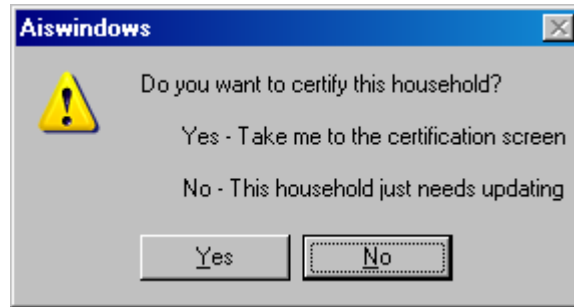 Aiswindows
Do you want to certify this household?
Yes - Take me to the certification screen
No - This household just needs updating
Yes No